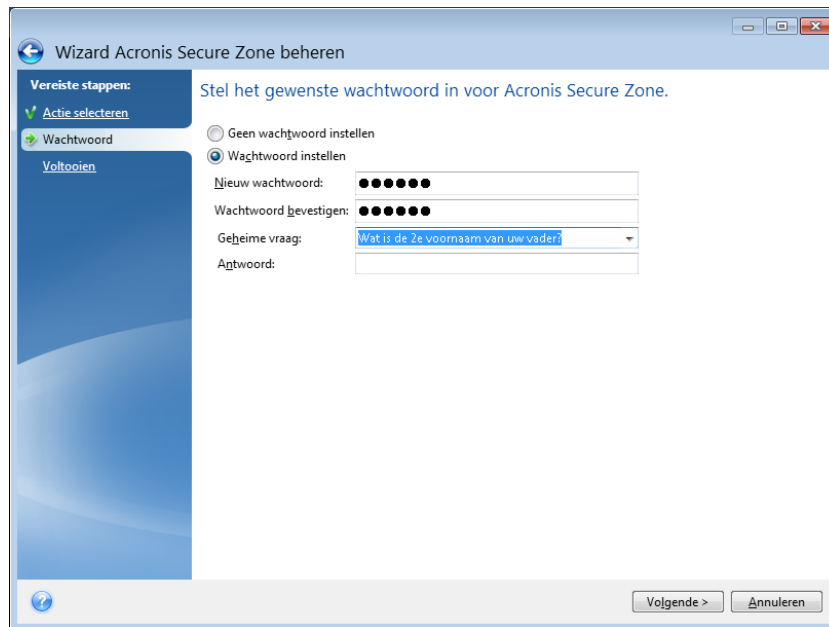 Wizard Acronis Secure Zone beheren
Vereiste stappen:
Actie selecteren
Wachtwoord
Voltooien
Stel het gewenste wachtwoord in voor Acronis Secure Zone.
Geen wachtwoord instellen
Wachtwoord instellen
Nieuw wachtwoord: ●●●●●●
Wachtwoord bevestigen: ●●●●●●
Geheime vraag: Wat is de 2e voornaam van uw vader?
Antwoord:
?
Volgende >
Annuleren